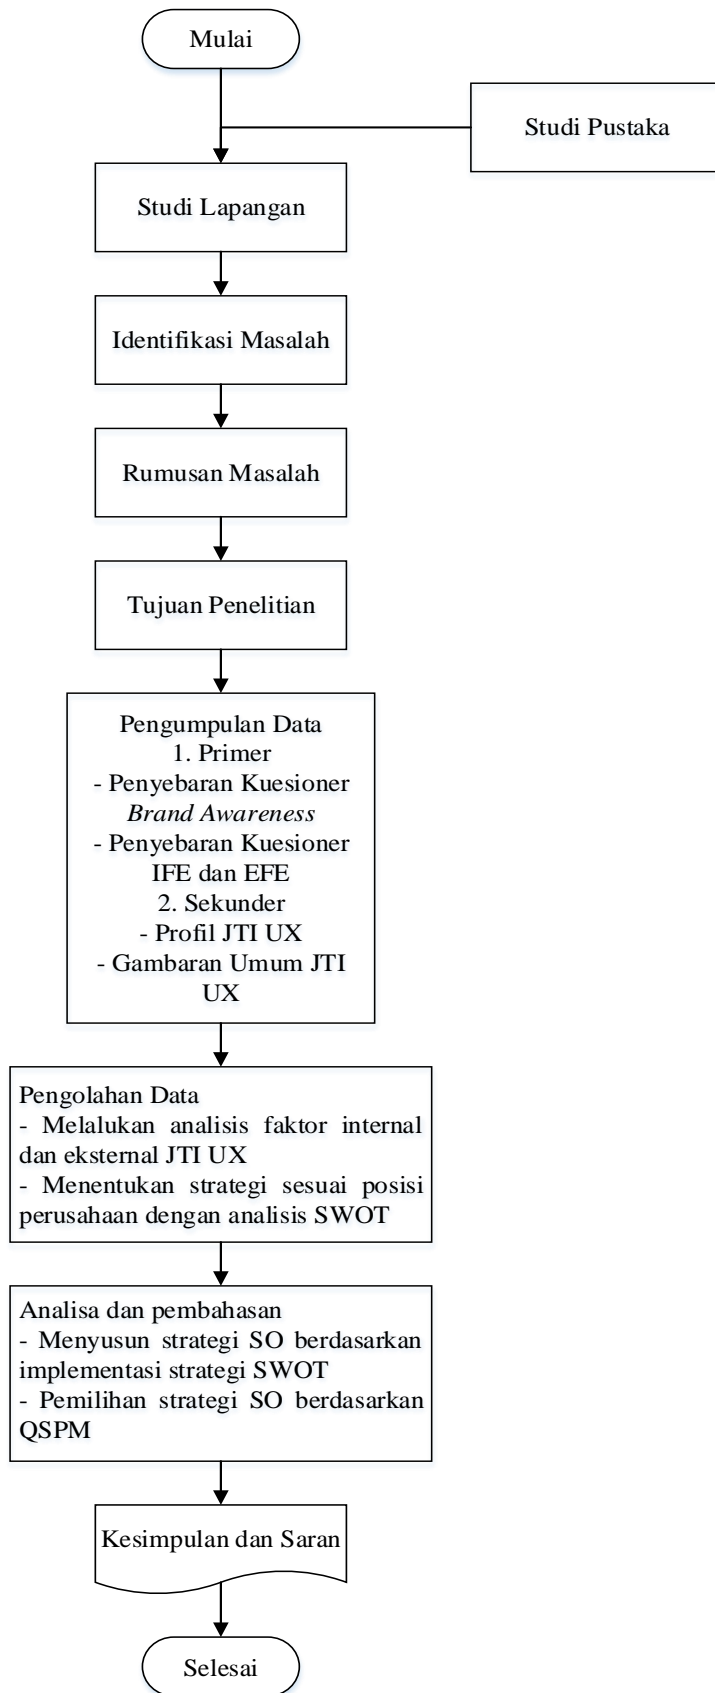 Mulai
Studi Pustaka
Studi Lapangan
Identifikasi Masalah
Rumusan Masalah
Tujuan Penelitian
Pengumpulan Data
1. Primer
- Penyebaran Kuesioner
Brand Awareness
- Penyebaran Kuesioner
IFE dan EFE
2. Sekunder
- Profil JTI UX
- Gambaran Umum JTI
UX
Pengolahan Data
- Melalukan analisis faktor internal
dan eksternal JTI UX
- Menentukan strategi sesuai posisi
perusahaan dengan analisis SWOT
Analisa dan pembahasan
- Menyusun strategi SO berdasarkan
implementasi strategi SWOT
- Pemilihan strategi SO berdasarkan
QSPM
Kesimpulan dan Saran
Selesai